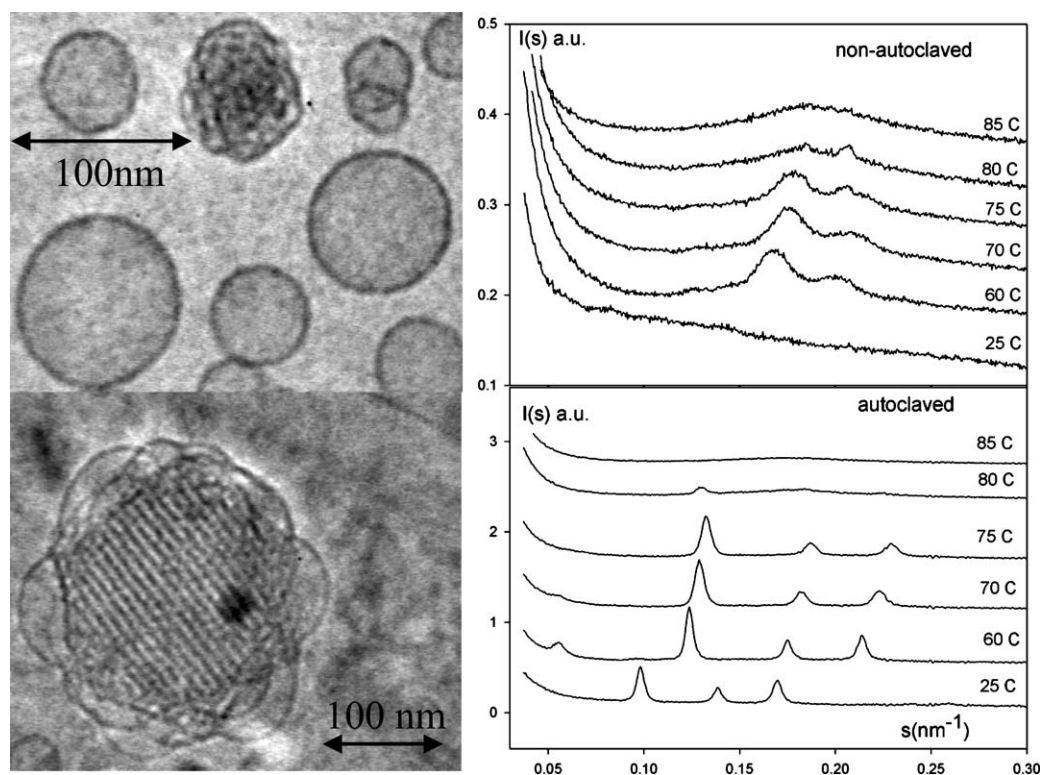 100nm
100 nm
0.5
I(s) a.u.
non-autoclaved
0.4
85 C
80 C
0.3
75 C
70 C
0.2
60 C
25 C
0.1
I(s) a.u.
autoclaved
3
85 C
80 C
2
75 C
70 C
1
60 C
25 C
0
s(nm-1)
0.05
0.10
0.15
0.20
0.25
0.30